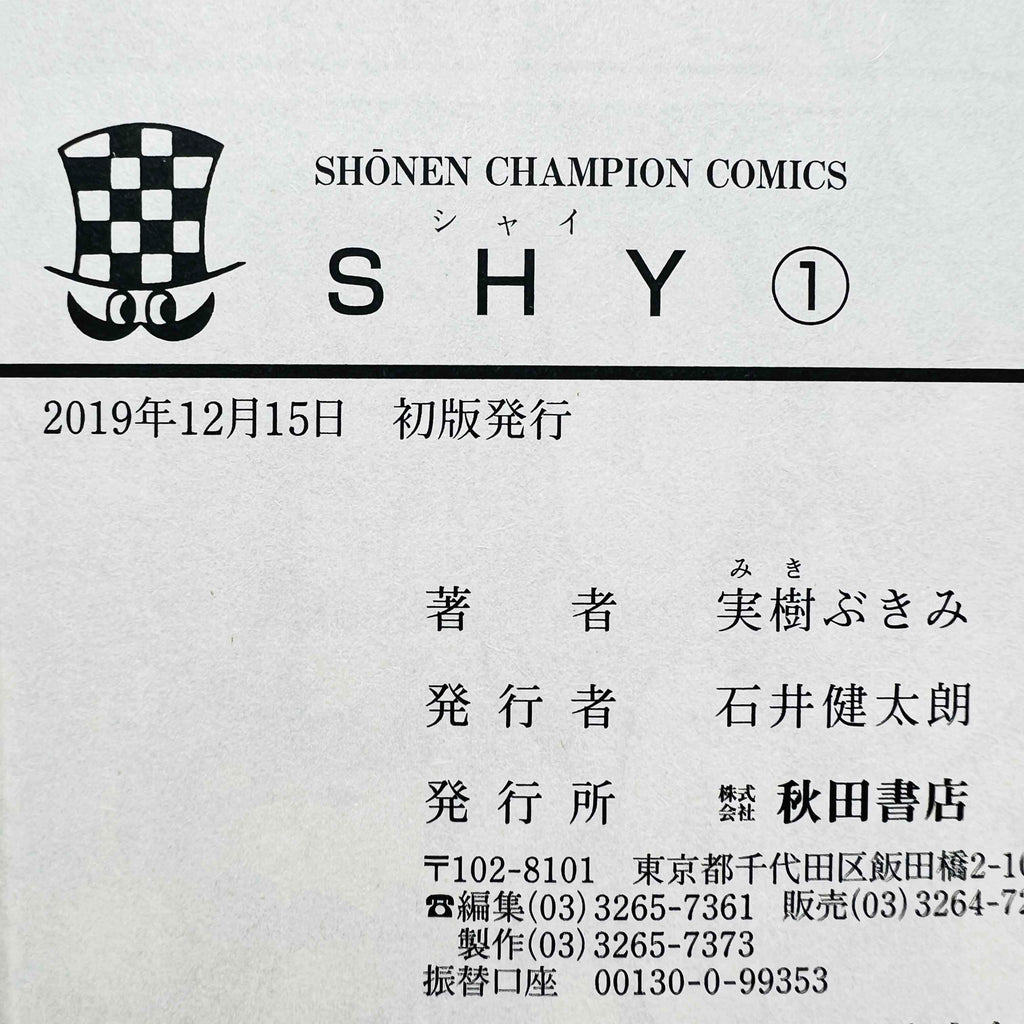 SHŌNEN CHAMPION COMICS
シャイ
SHY①
2019年12月15日　初版発行
みき
著者　実樹ぶきみ
発行者　石井健太朗
発行所　株式会社 秋田書店
〒102-8101　東京都千代田区飯田橋2-10
☎編集(03)3265-7361　販売(03)3264-72
製作(03)3265-7373
振替口座　00130-0-99353